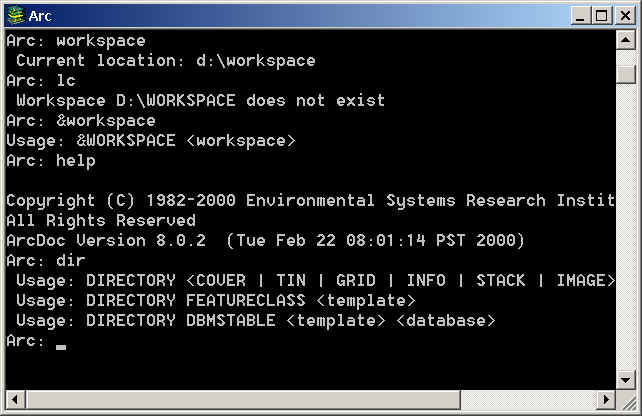 Arc
Arc: workspace
 Current location: d:\workspace
Arc: lc
 Workspace D:\WORKSPACE does not exist
Arc: &workspace
Usage: &WORKSPACE <workspace>
Arc: help

Copyright (C) 1982-2000 Environmental Systems Research Instit
All Rights Reserved
ArcDoc Version 8.0.2  (Tue Feb 22 08:01:14 PST 2000)
Arc: dir
 Usage: DIRECTORY <COVER | TIN | GRID | INFO | STACK | IMAGE>
 Usage: DIRECTORY FEATURECLASS <template>
 Usage: DIRECTORY DBMSTABLE <template> <database>
Arc: _